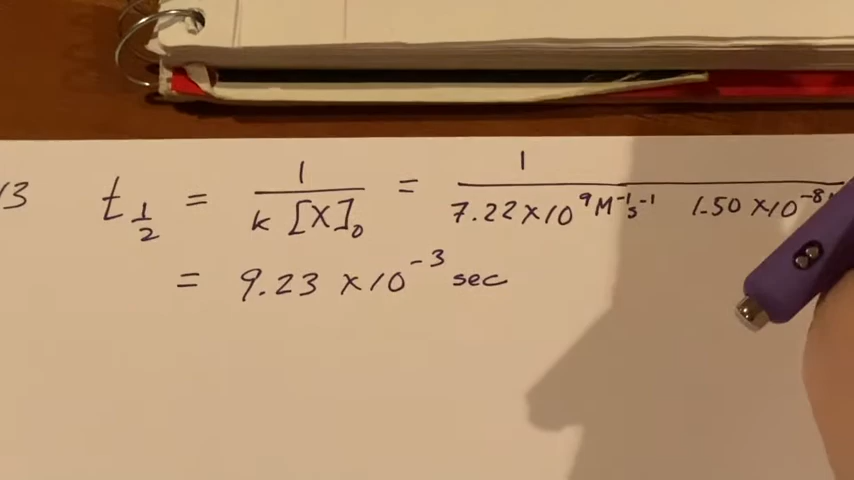 13 t 1/2 = 1 / k [X]₀ = 1 / 7.22 × 10⁹ M⁻¹s⁻¹ 1.50 × 10⁻⁸
= 9.23 × 10⁻³ sec